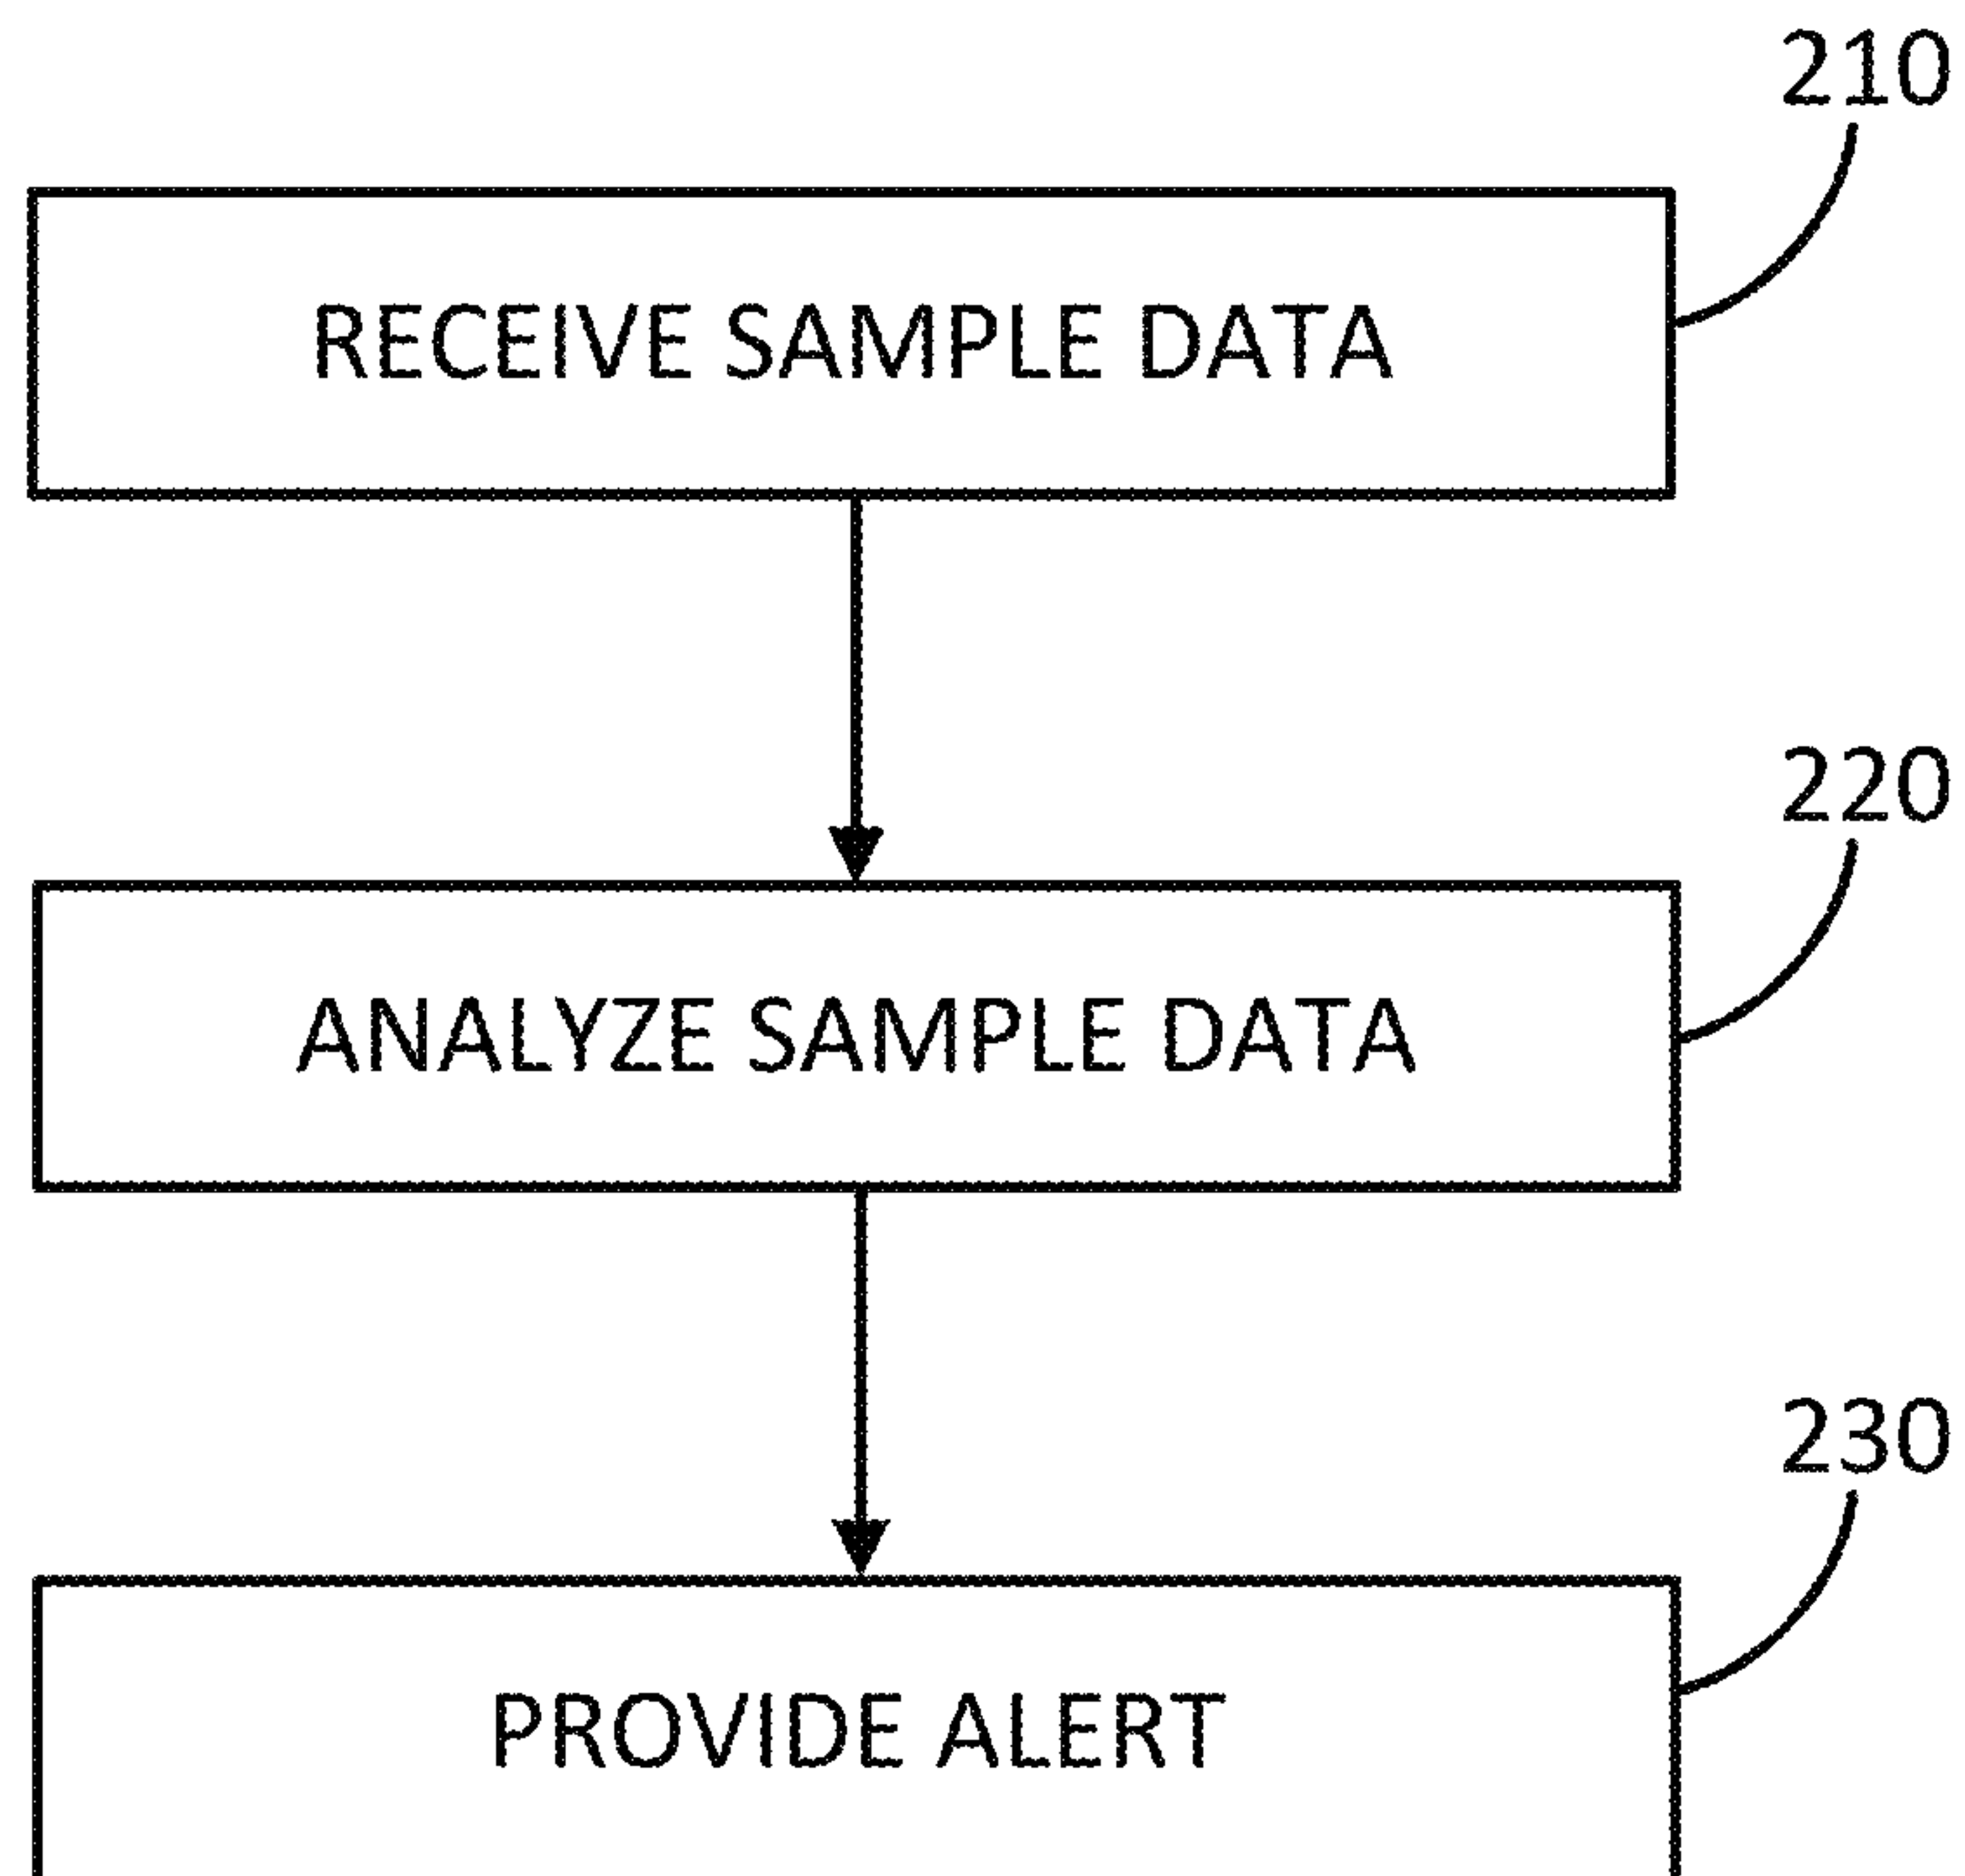 210
RECEIVE SAMPLE DATA
220
ANALYZE SAMPLE DATA
230
PROVIDE ALERT